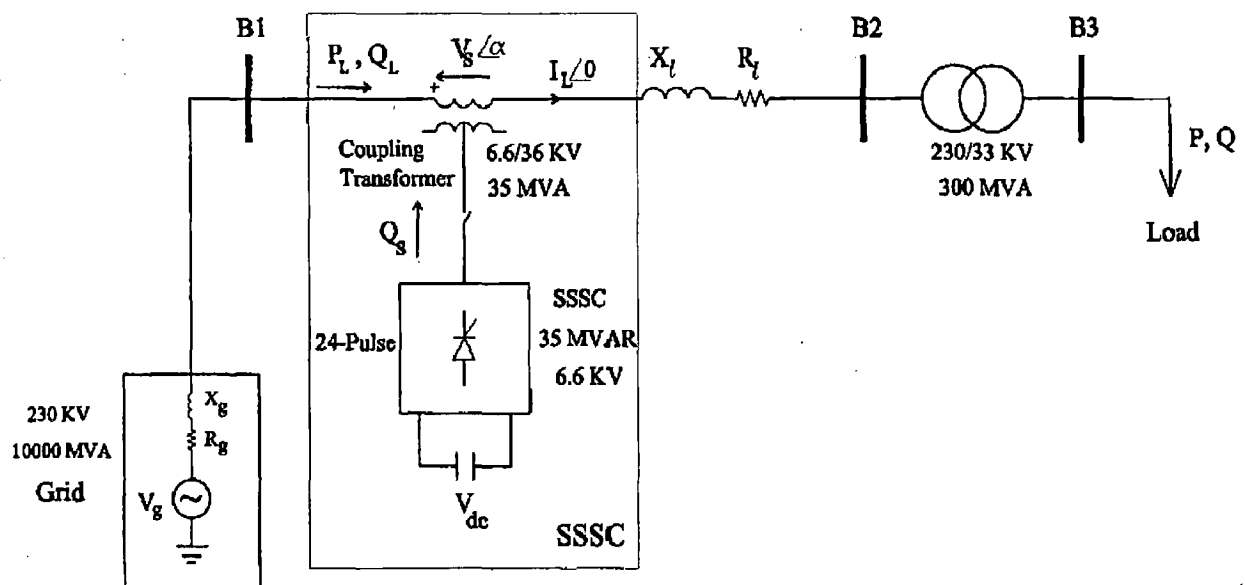 B1
P_L, Q_L
V_S∠α
+
I_L∠0
X_l
R_l
B2
B3
Coupling
Transformer
6.6/36 KV
35 MVA
230/33 KV
300 MVA
P, Q
Load
Q_s
24-Pulse
SSSC
35 MVAR
6.6 KV
V_dc
SSSC
230 KV
10000 MVA
Grid
X_g
R_g
V_g